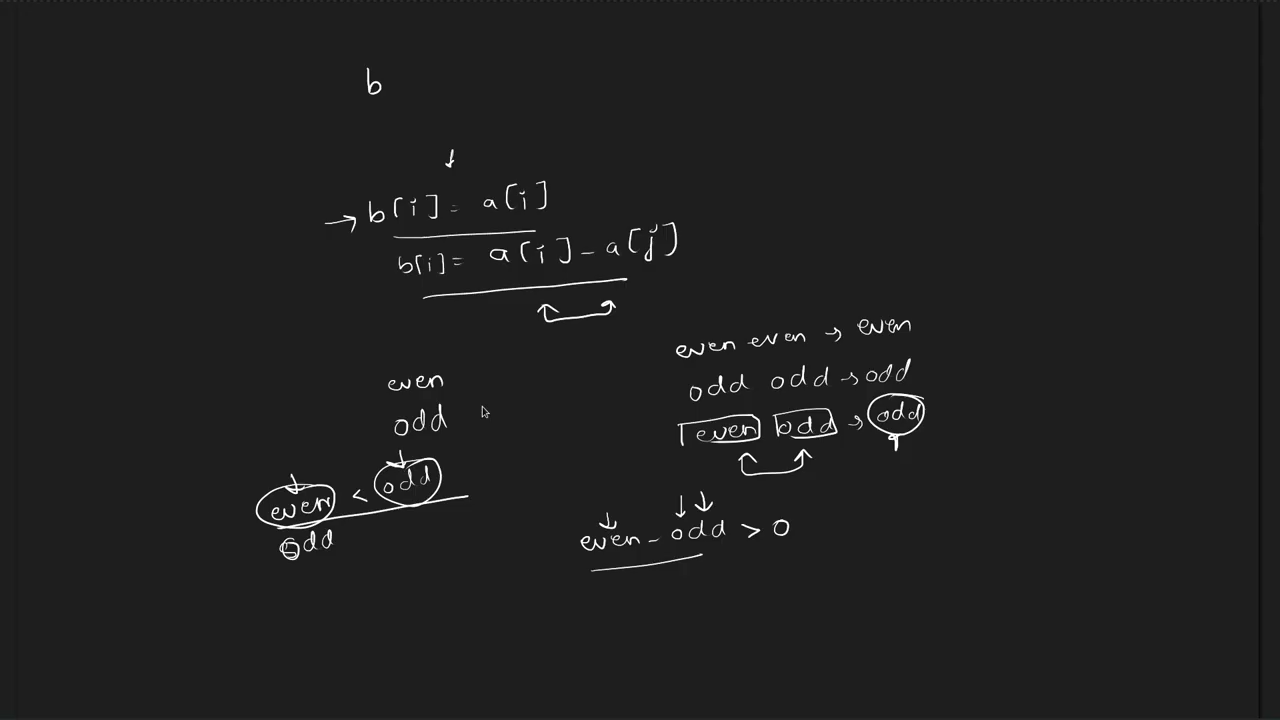 b
b[i] = a[i]
b[i] = a[i] - a[j]
even even → even
odd odd → odd
even odd → odd
even
odd
even < odd
odd
even - odd > 0